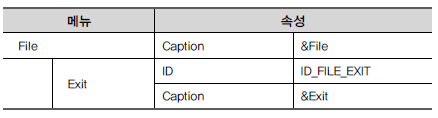 메뉴 속성
File Caption &File
Exit ID ID_FILE_EXIT
Caption &Exit